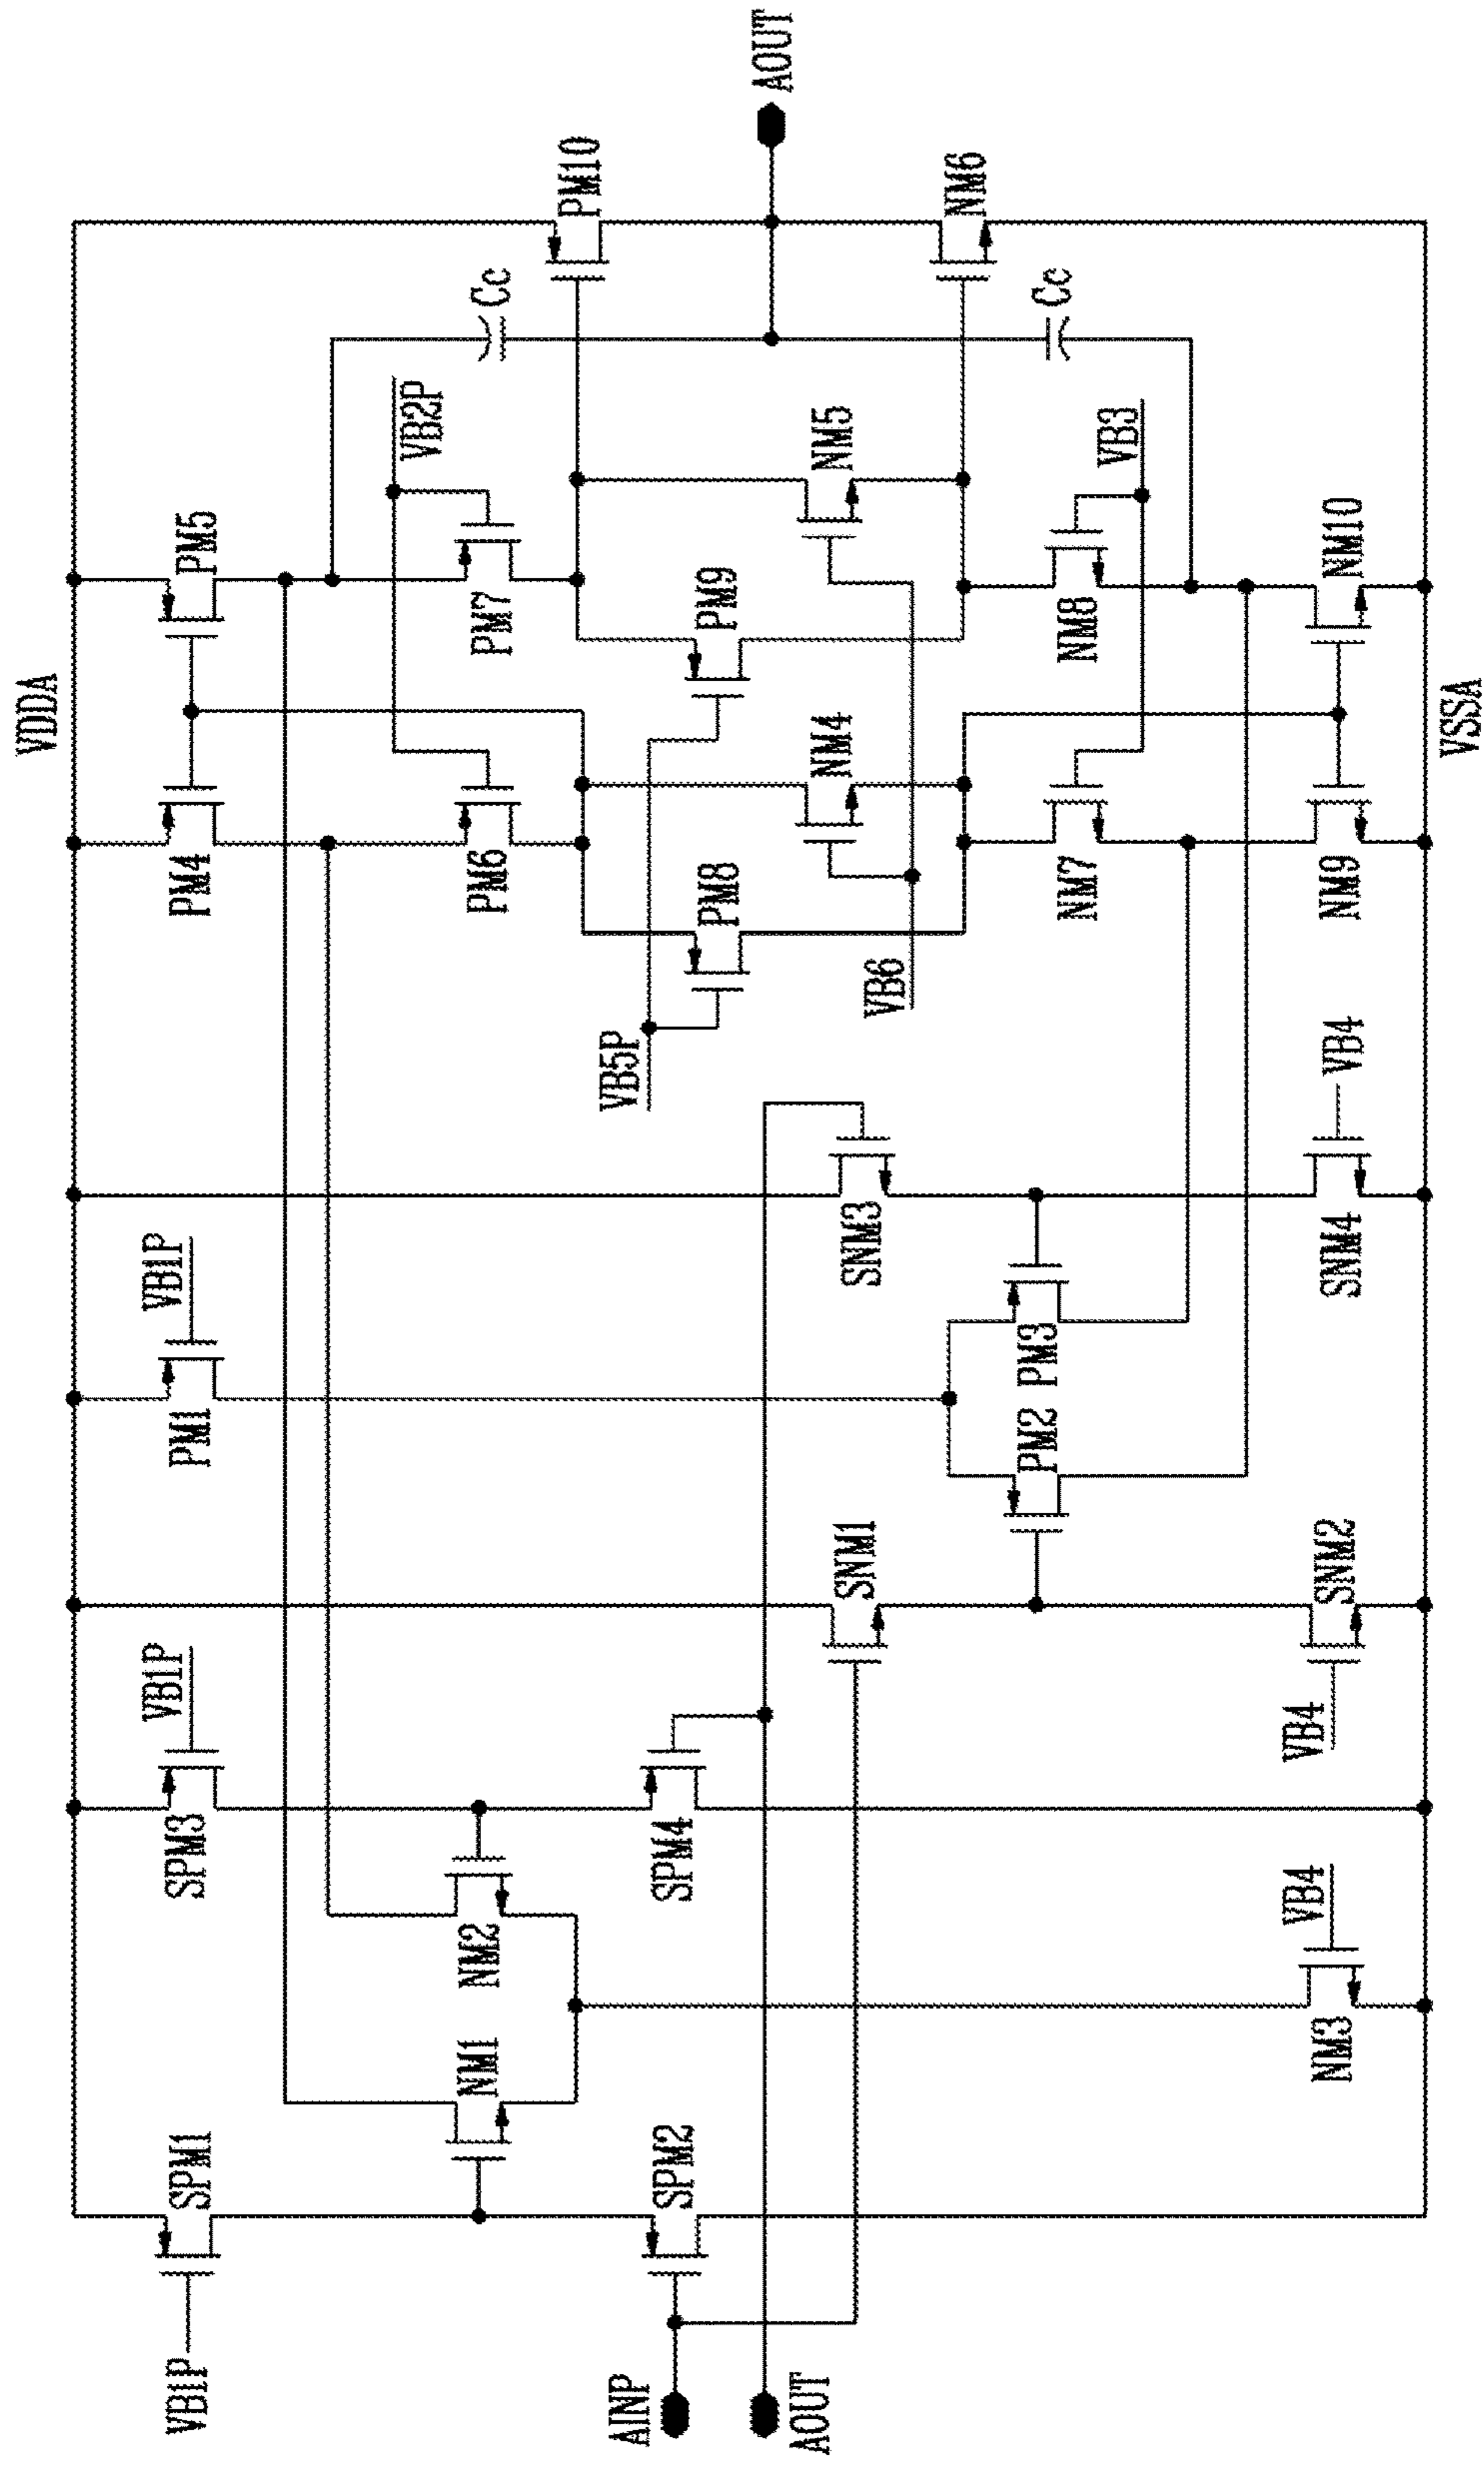 VDDA
VB1P
SPM1
SPM3
VB1P
PM1
VB1P
PM4
PM5
VB2P
Cc
NM1
NM2
PM6
PM7
PM10
AOUT
AINP
AOUT
SPM2
SPM4
VB5P
PM8
PM9
SNM1
SNM3
VB6
NM4
NM5
NM6
PM2
PM3
NM7
NM8
VB3
Cc
NM3
VB4
VB4
SNM2
SNM4
VB4
NM9
NM10
VSSA